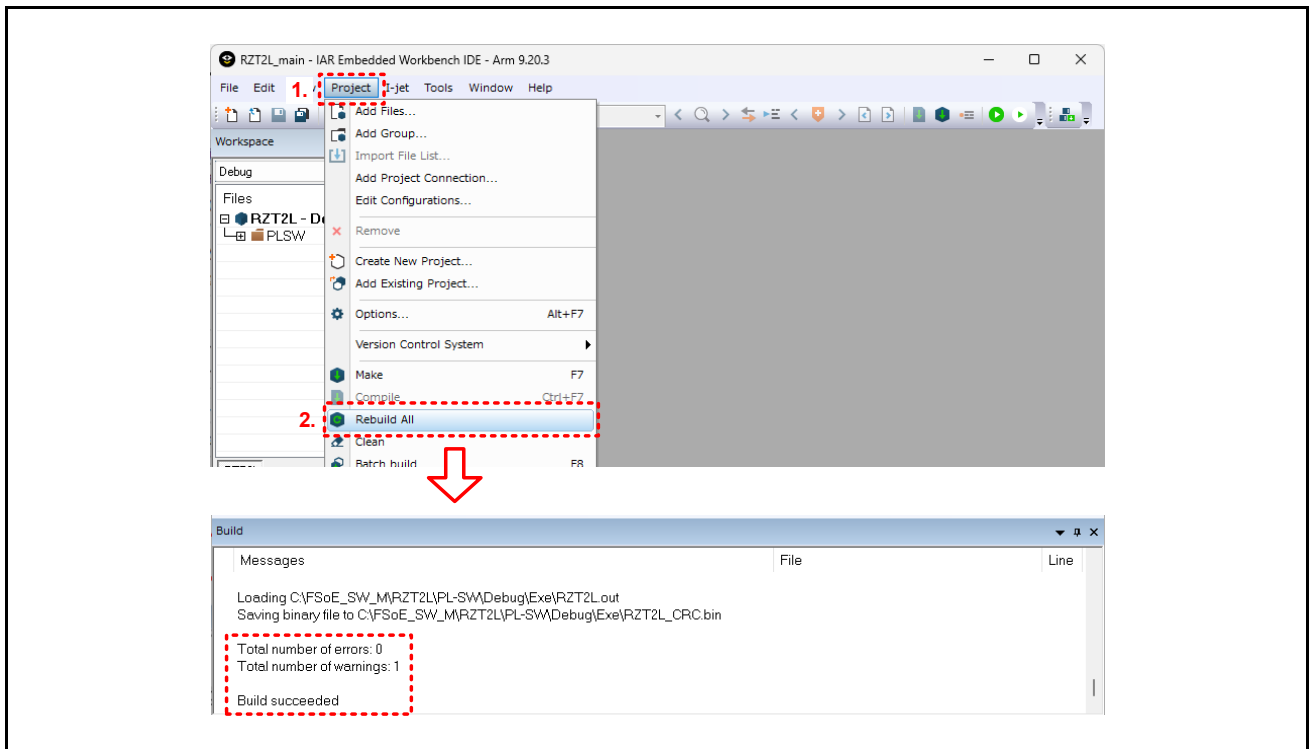 RZT2L_main - IAR Embedded Workbench IDE - Arm 9.20.3
File Edit 1. Project I-jet Tools Window Help
Add Files...
Add Group...
Workspace
Import File List...
Debug
Add Project Connection...
Files
Edit Configurations...
RZT2L - D
Remove
PLSW
Create New Project...
Add Existing Project...
Options... Alt+F7
Version Control System
Make F7
Compile Ctrl+F7
2. Rebuild All
Clean
Batch build F8
Build
Messages File Line
Loading C:\FSoE_SW_M\RZT2L\PL-SW\Debug\Exe\RZT2L.out
Saving binary file to C:\FSoE_SW_M\RZT2L\PL-SW\Debug\Exe\RZT2L_CRC.bin
Total number of errors: 0
Total number of warnings: 1
Build succeeded